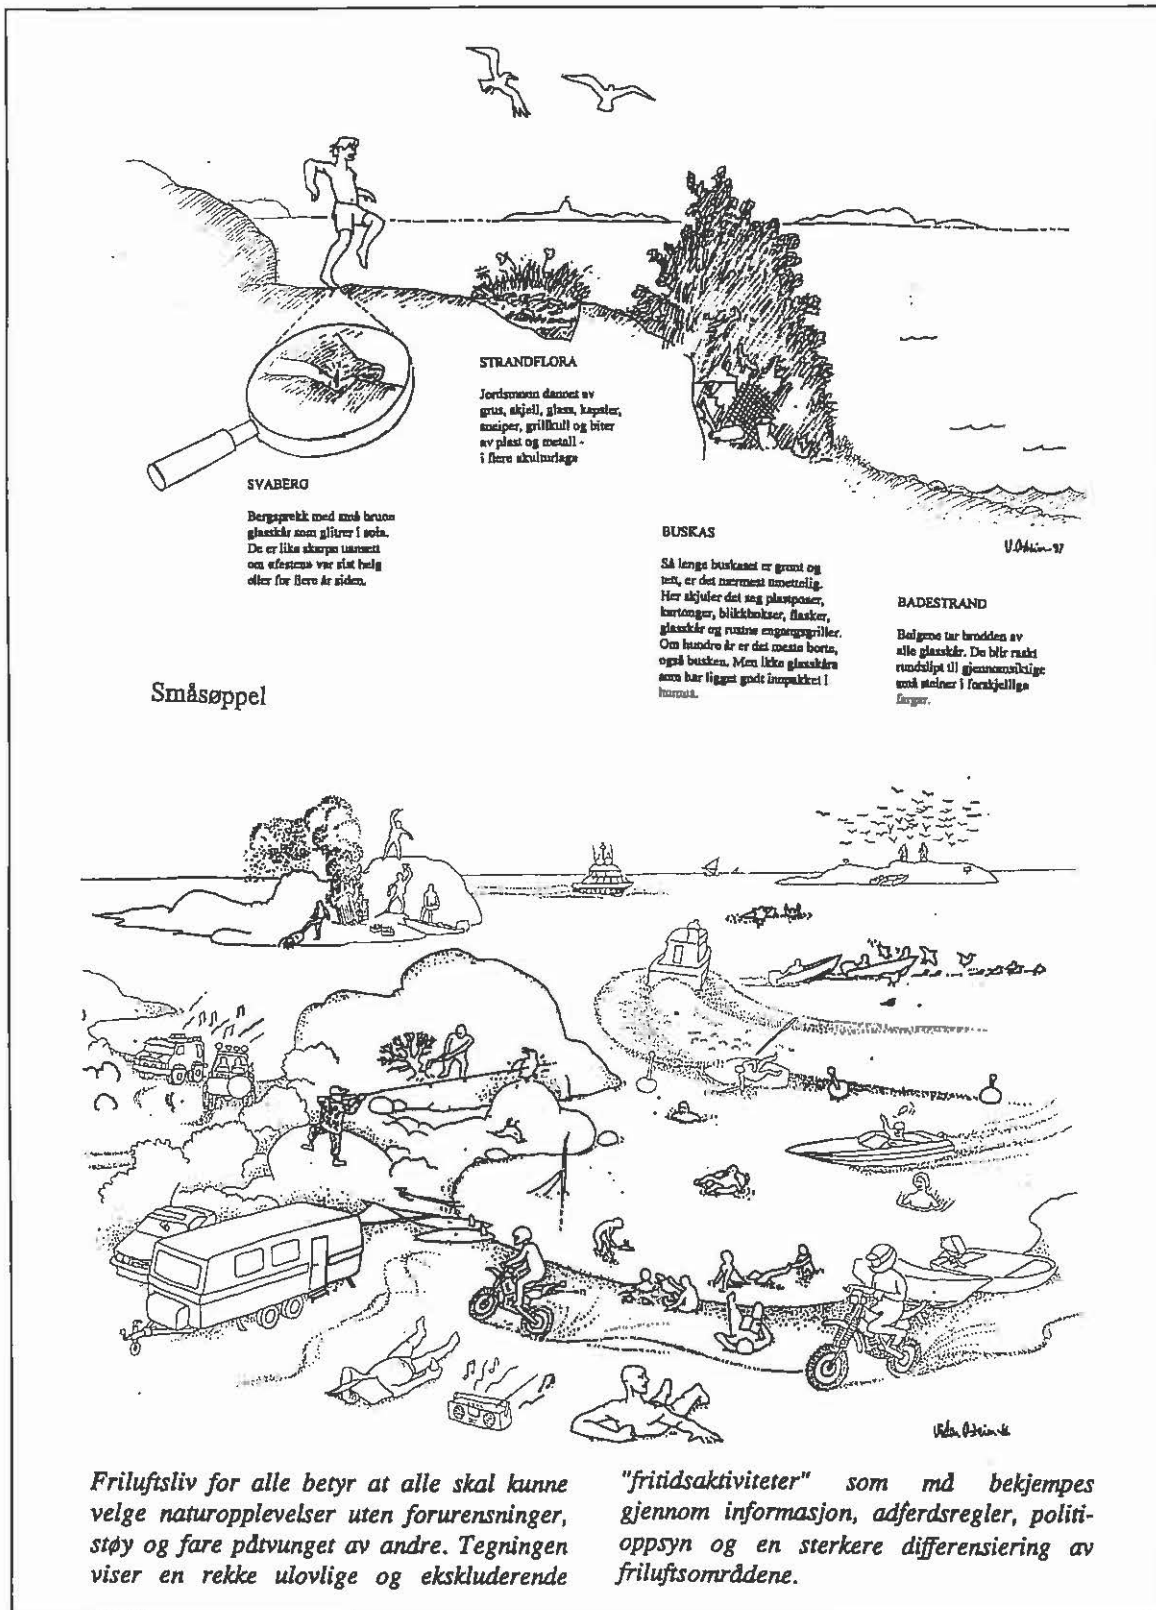 STRANDFLORA
Jordsmonn dannet av
grus, skjell, glass, kapsler,
sneiper, grillkull og biter
av plast og metall -
i flere skulturlags
SVABERG
Bergsprekk med små brune
glasskår som glitrer i sola.
De er like skarpe uansett
om sfestens var sist helg
eller for flere år siden.
BUSKAS
Så lenge buskaset er grønt og
tett, er det nærmest umettelig.
Her skjuler det seg plastposer,
kartonger, blikkbokser, flasker,
glasskår og rustne engangsgriller.
Om hundre år er det meste borte,
også busken. Men ikke glasskåra
som har ligget godt innpakket i
humus.
BADESTRAND
Bølgene tar brodden av
alle glasskår. De blir raskt
rundslipt til gjennomsiktige
små steiner i forskjellige
farger.
Småsøppel
Friluftsliv for alle betyr at alle skal kunne
velge naturopplevelser uten forurensninger,
støy og fare påtvunget av andre. Tegningen
viser en rekke ulovlige og ekskluderende
"fritidsaktiviteter" som må bekjempes
gjennom informasjon, adferdsregler, politi-
oppsyn og en sterkere differensiering av
friluftsområdene.